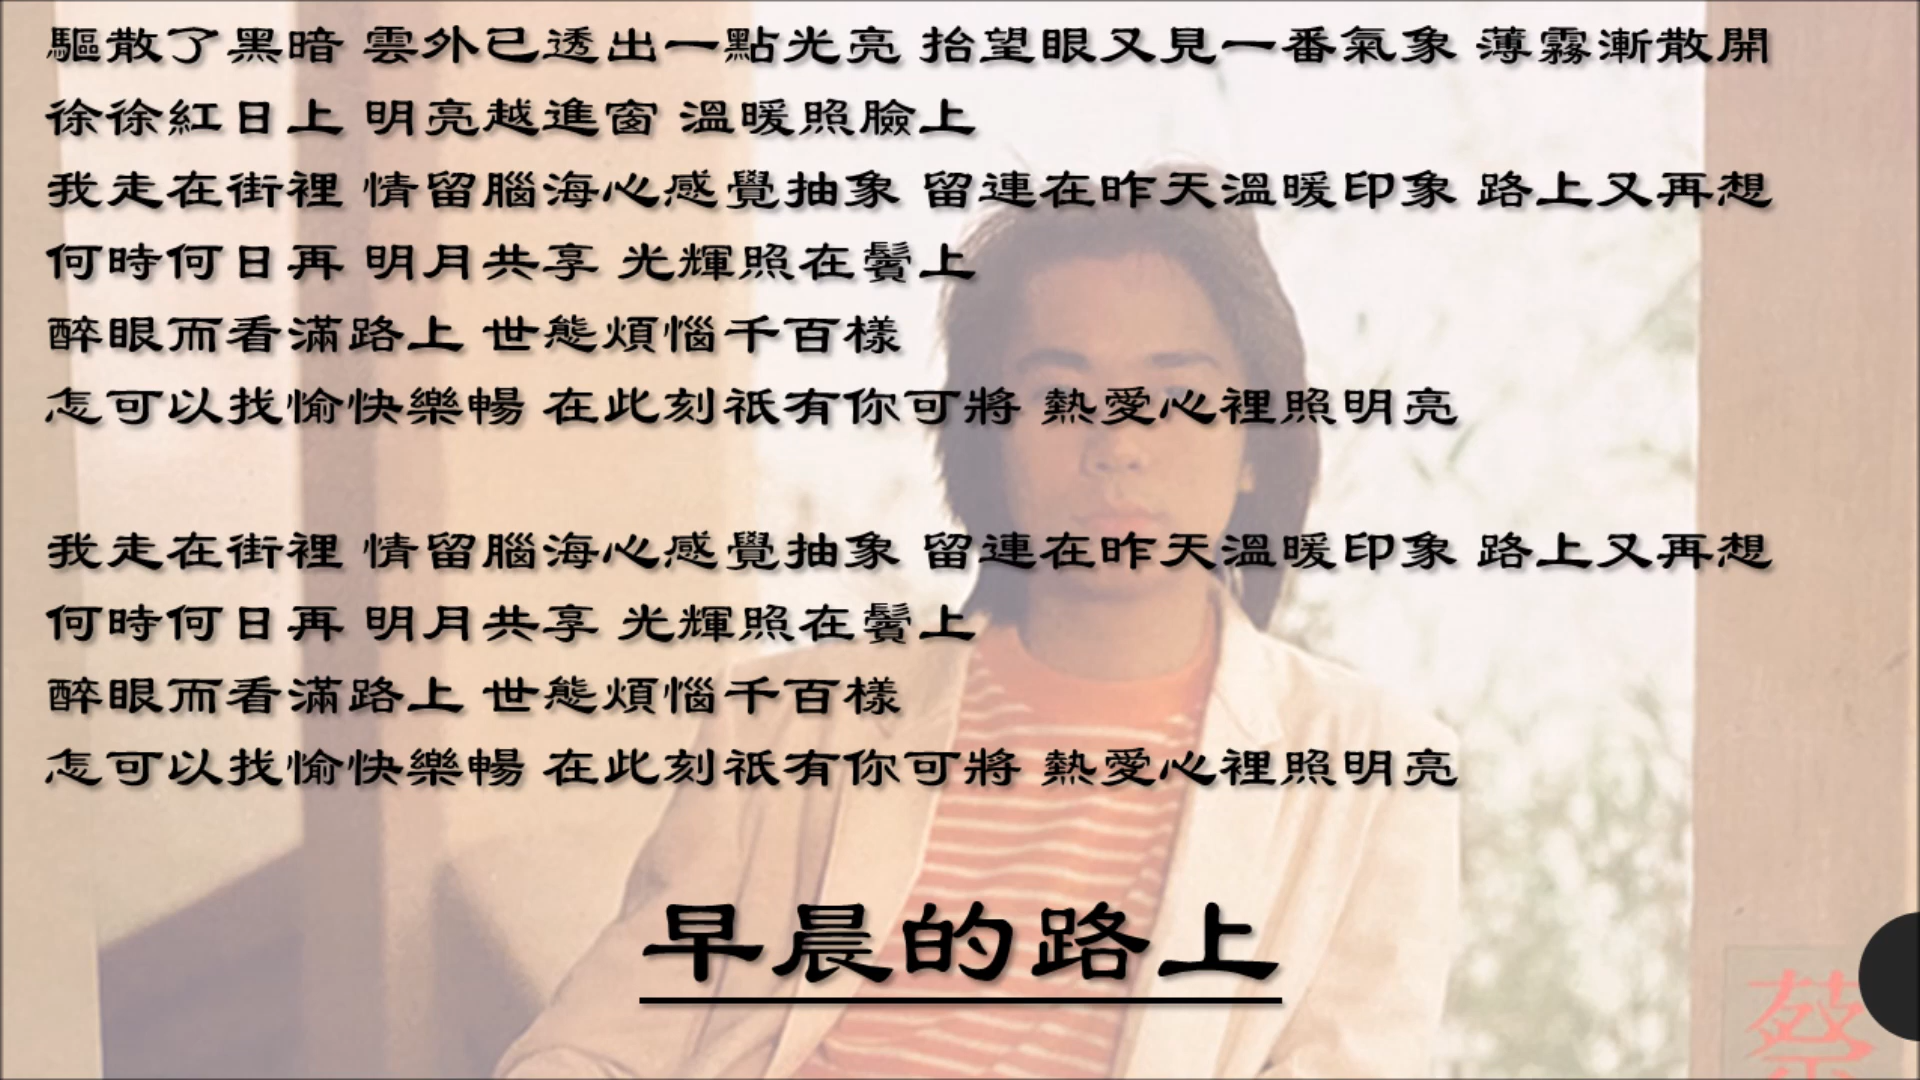 驅散了黑暗 雲外已透出一點光亮 抬望眼又見一番氣象 薄霧漸散開
徐徐紅日上 明亮越進窗 溫暖照臉上
我走在街裡 情留腦海心感覺抽象 留連在昨天溫暖印象 路上又再想
何時何日再 明月共享 光輝照在鬢上
醉眼而看滿路上 世態煩惱千百樣
怎可以找愉快樂暢 在此刻祇有你可將 熱愛心裡照明亮
我走在街裡 情留腦海心感覺抽象 留連在昨天溫暖印象 路上又再想
何時何日再 明月共享 光輝照在鬢上
醉眼而看滿路上 世態煩惱千百樣
怎可以找愉快樂暢 在此刻祇有你可將 熱愛心裡照明亮
早晨的路上
蔡